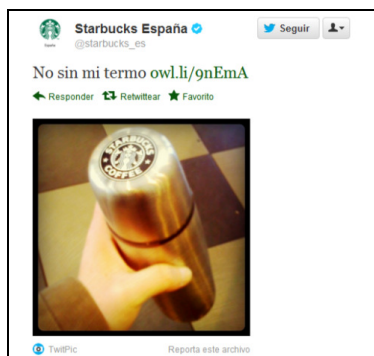 Starbucks España
@starbucks_es
Seguir
No sin mi termo owl.li/9nEmA
Responder Retwittear Favorito
STARBUCKS
COFFEE
TwitPic
Reporta este archivo